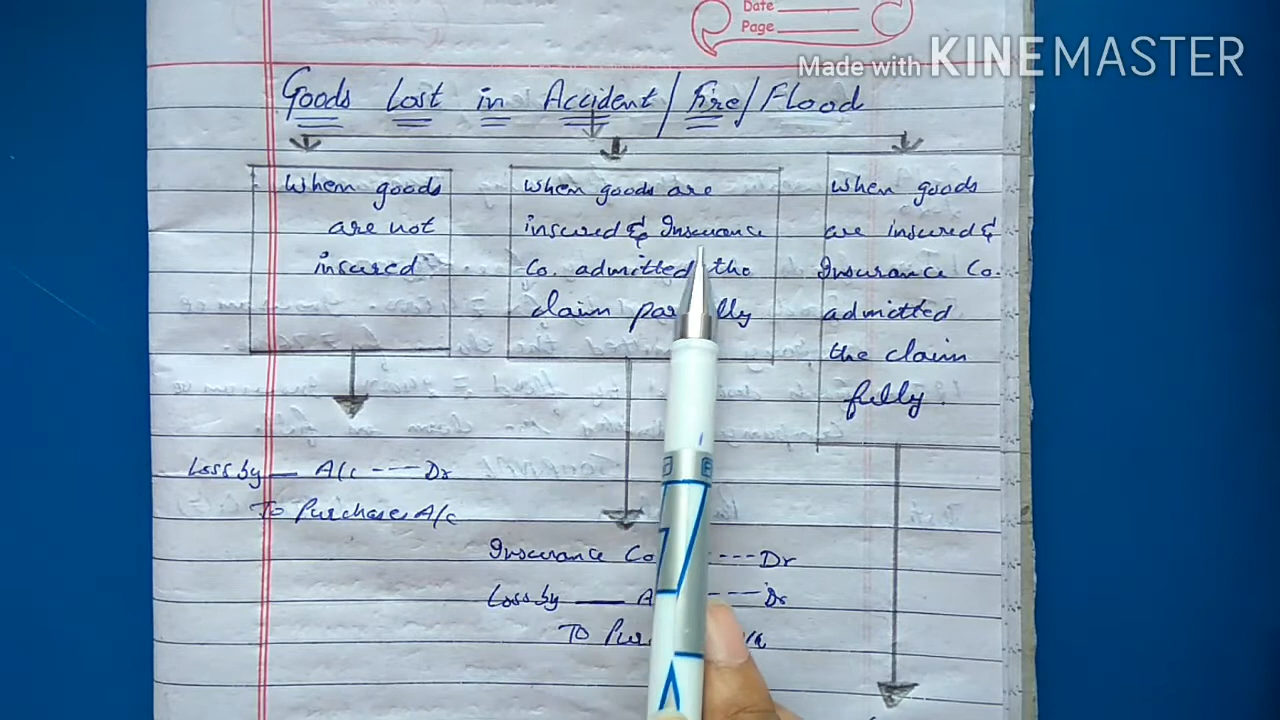 Date
Page
Made with KINEMASTER
Goods Lost in Accident / Fire / Flood
When goods
are not
insured
When goods are
insured & Insurance
Co. admitted the
claim
When goods
are insured &
Insurance Co.
admitted
the claim
fully.
Loss by — A/c --- Dr
To Purchase A/c
Insurance Co --- Dr
Loss by — --- Dr
To